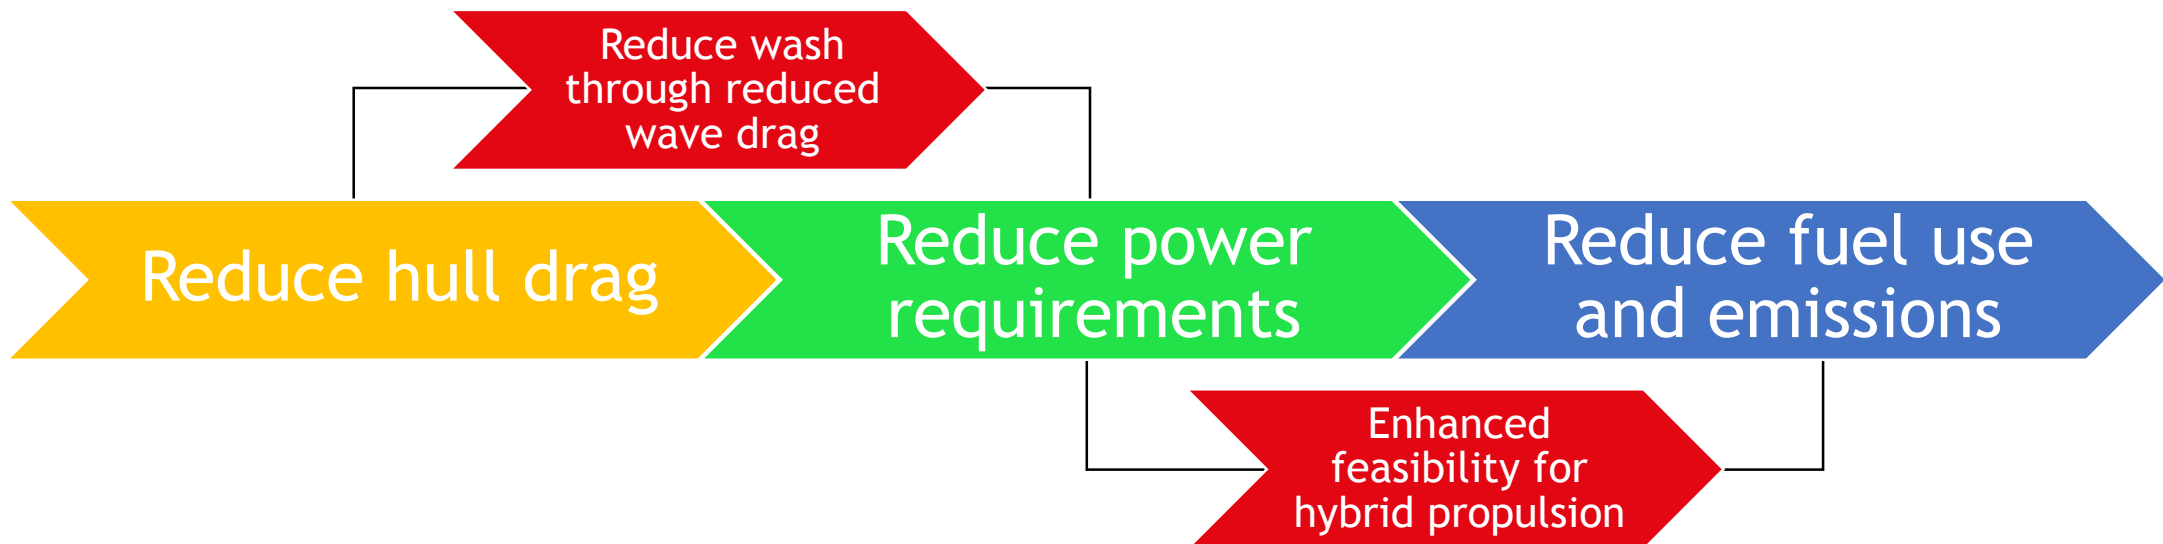 Reduce wash
through reduced
wave drag
Reduce hull drag
Reduce power
requirements
Reduce fuel use
and emissions
Enhanced
feasibility for
hybrid propulsion